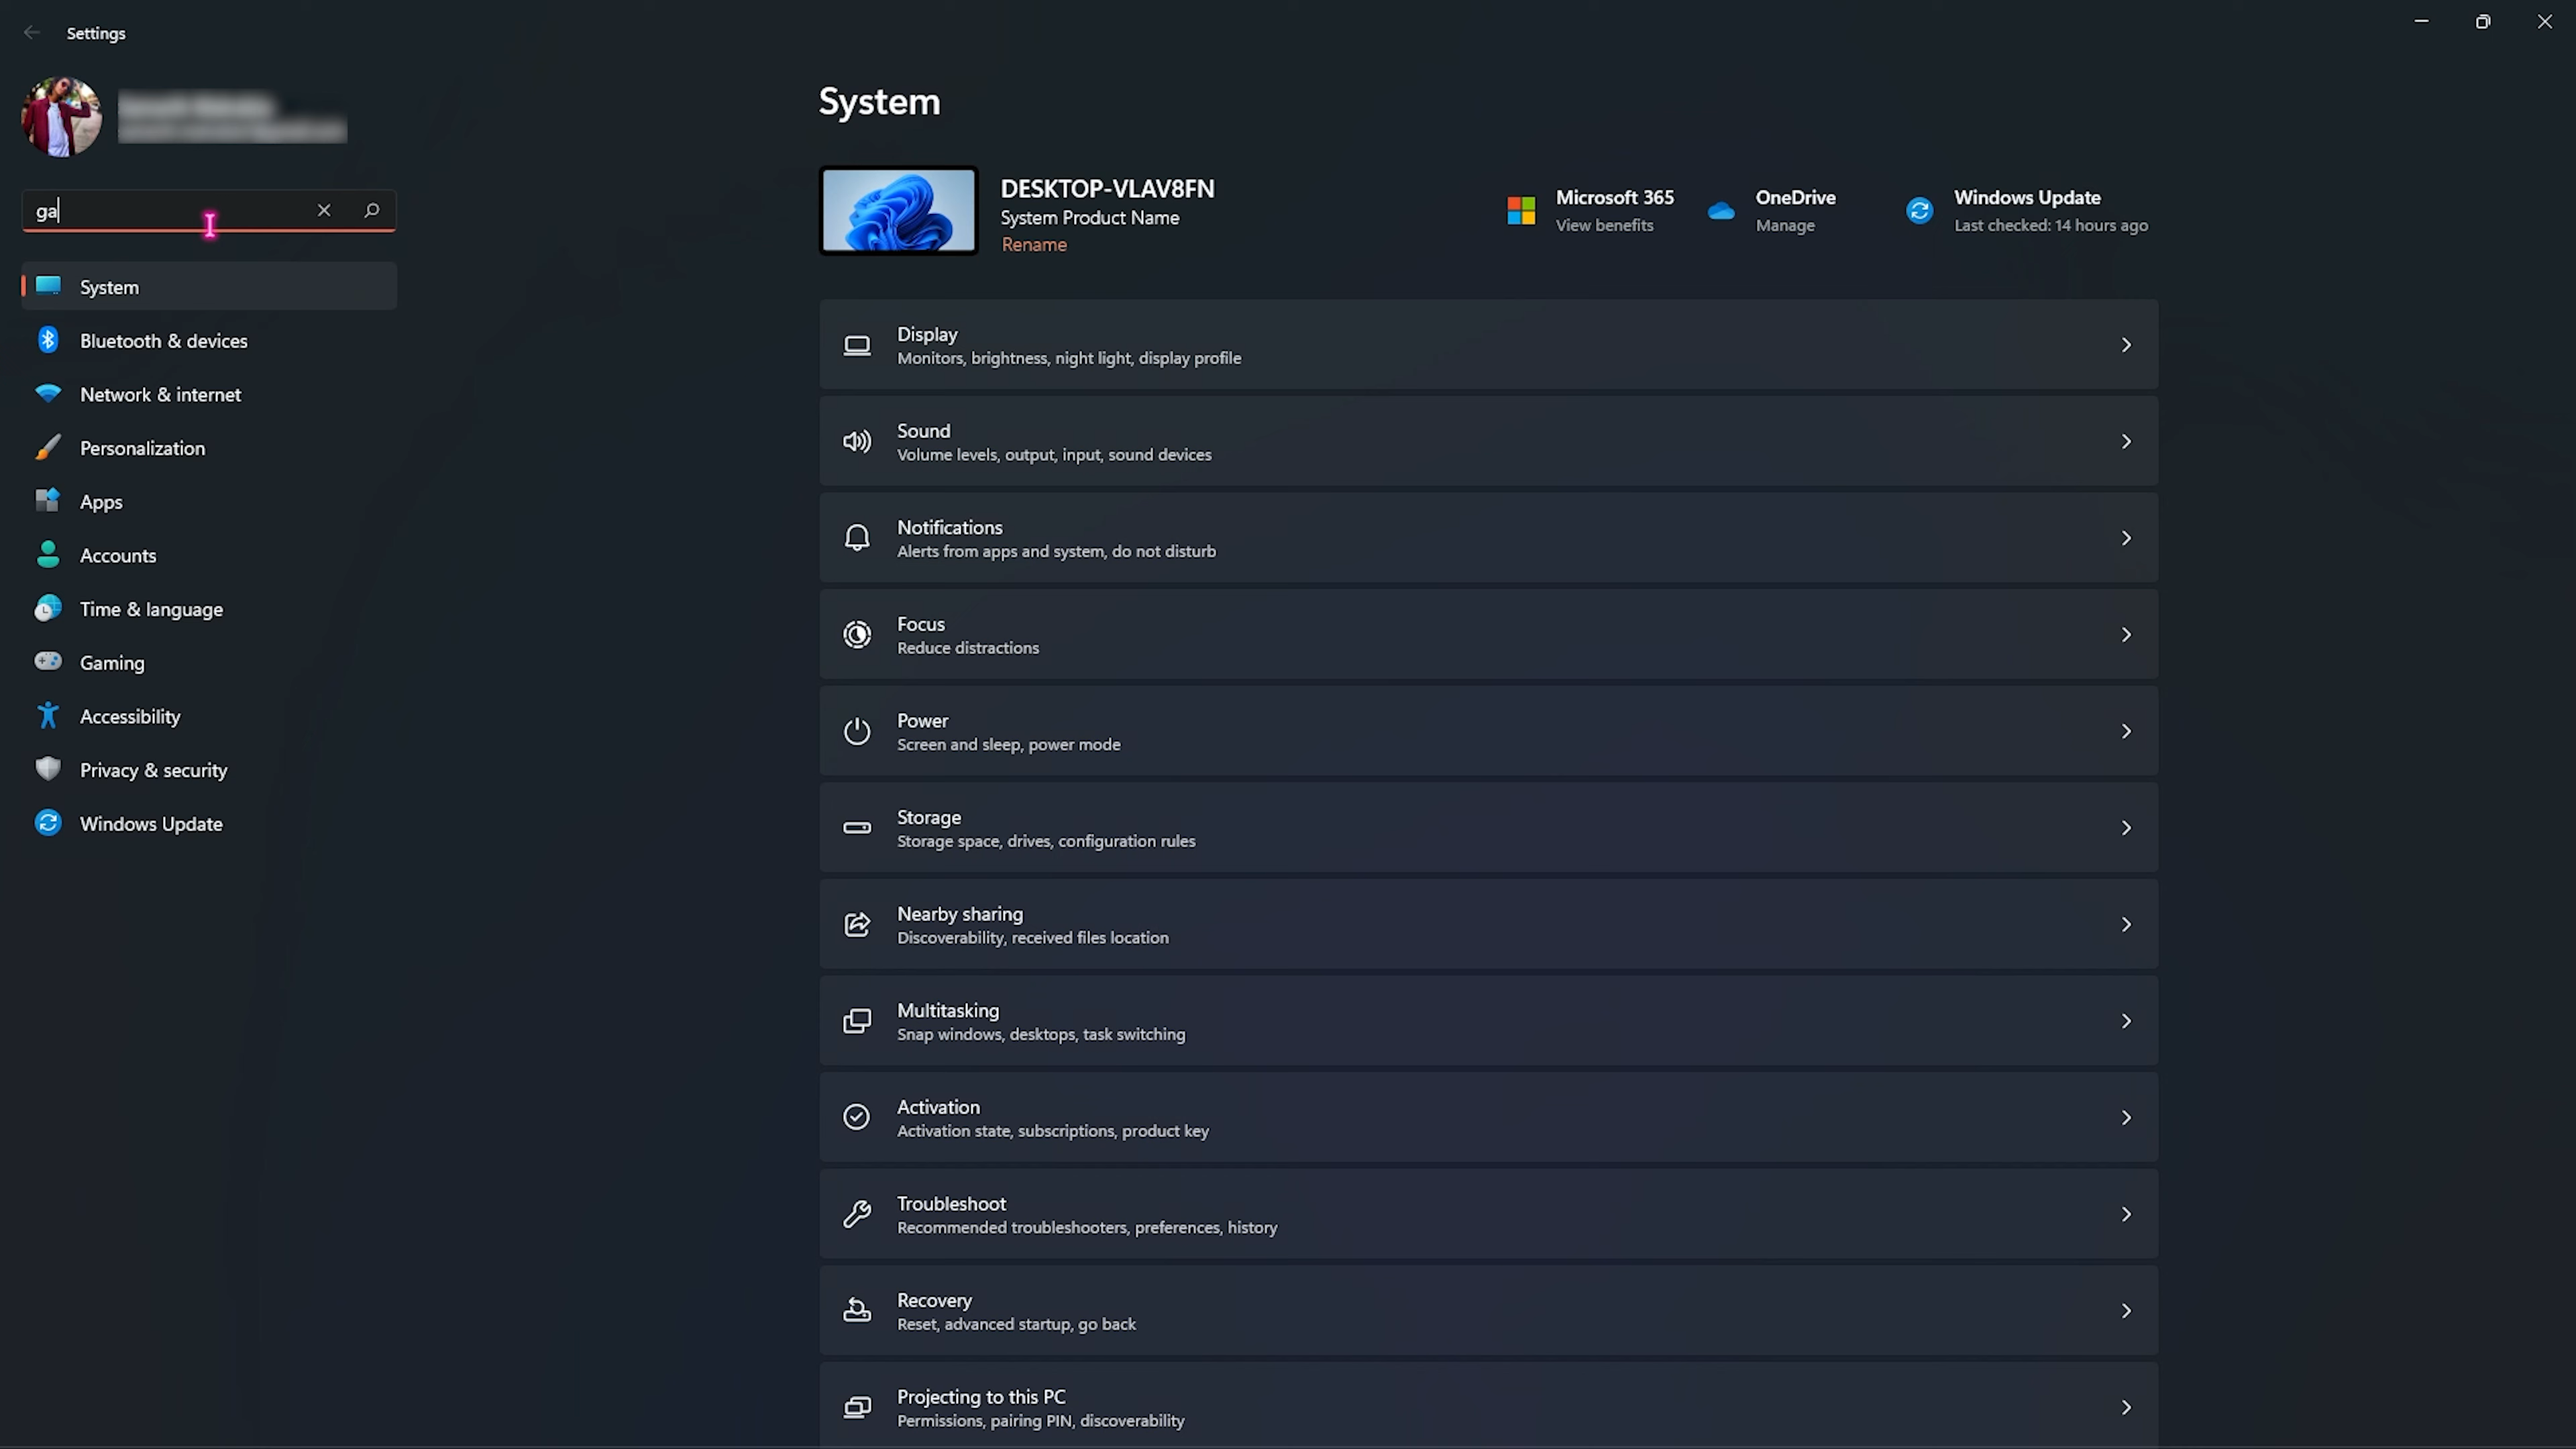 Settings
ga
System
Bluetooth & devices
Network & internet
Personalization
Apps
Accounts
Time & language
Gaming
Accessibility
Privacy & security
Windows Update
System
DESKTOP-VLAV8FN
System Product Name
Rename
Microsoft 365
View benefits
OneDrive
Manage
Windows Update
Last checked: 14 hours ago
Display
Monitors, brightness, night light, display profile
Sound
Volume levels, output, input, sound devices
Notifications
Alerts from apps and system, do not disturb
Focus
Reduce distractions
Power
Screen and sleep, power mode
Storage
Storage space, drives, configuration rules
Nearby sharing
Discoverability, received files location
Multitasking
Snap windows, desktops, task switching
Activation
Activation state, subscriptions, product key
Troubleshoot
Recommended troubleshooters, preferences, history
Recovery
Reset, advanced startup, go back
Projecting to this PC
Permissions, pairing PIN, discoverability